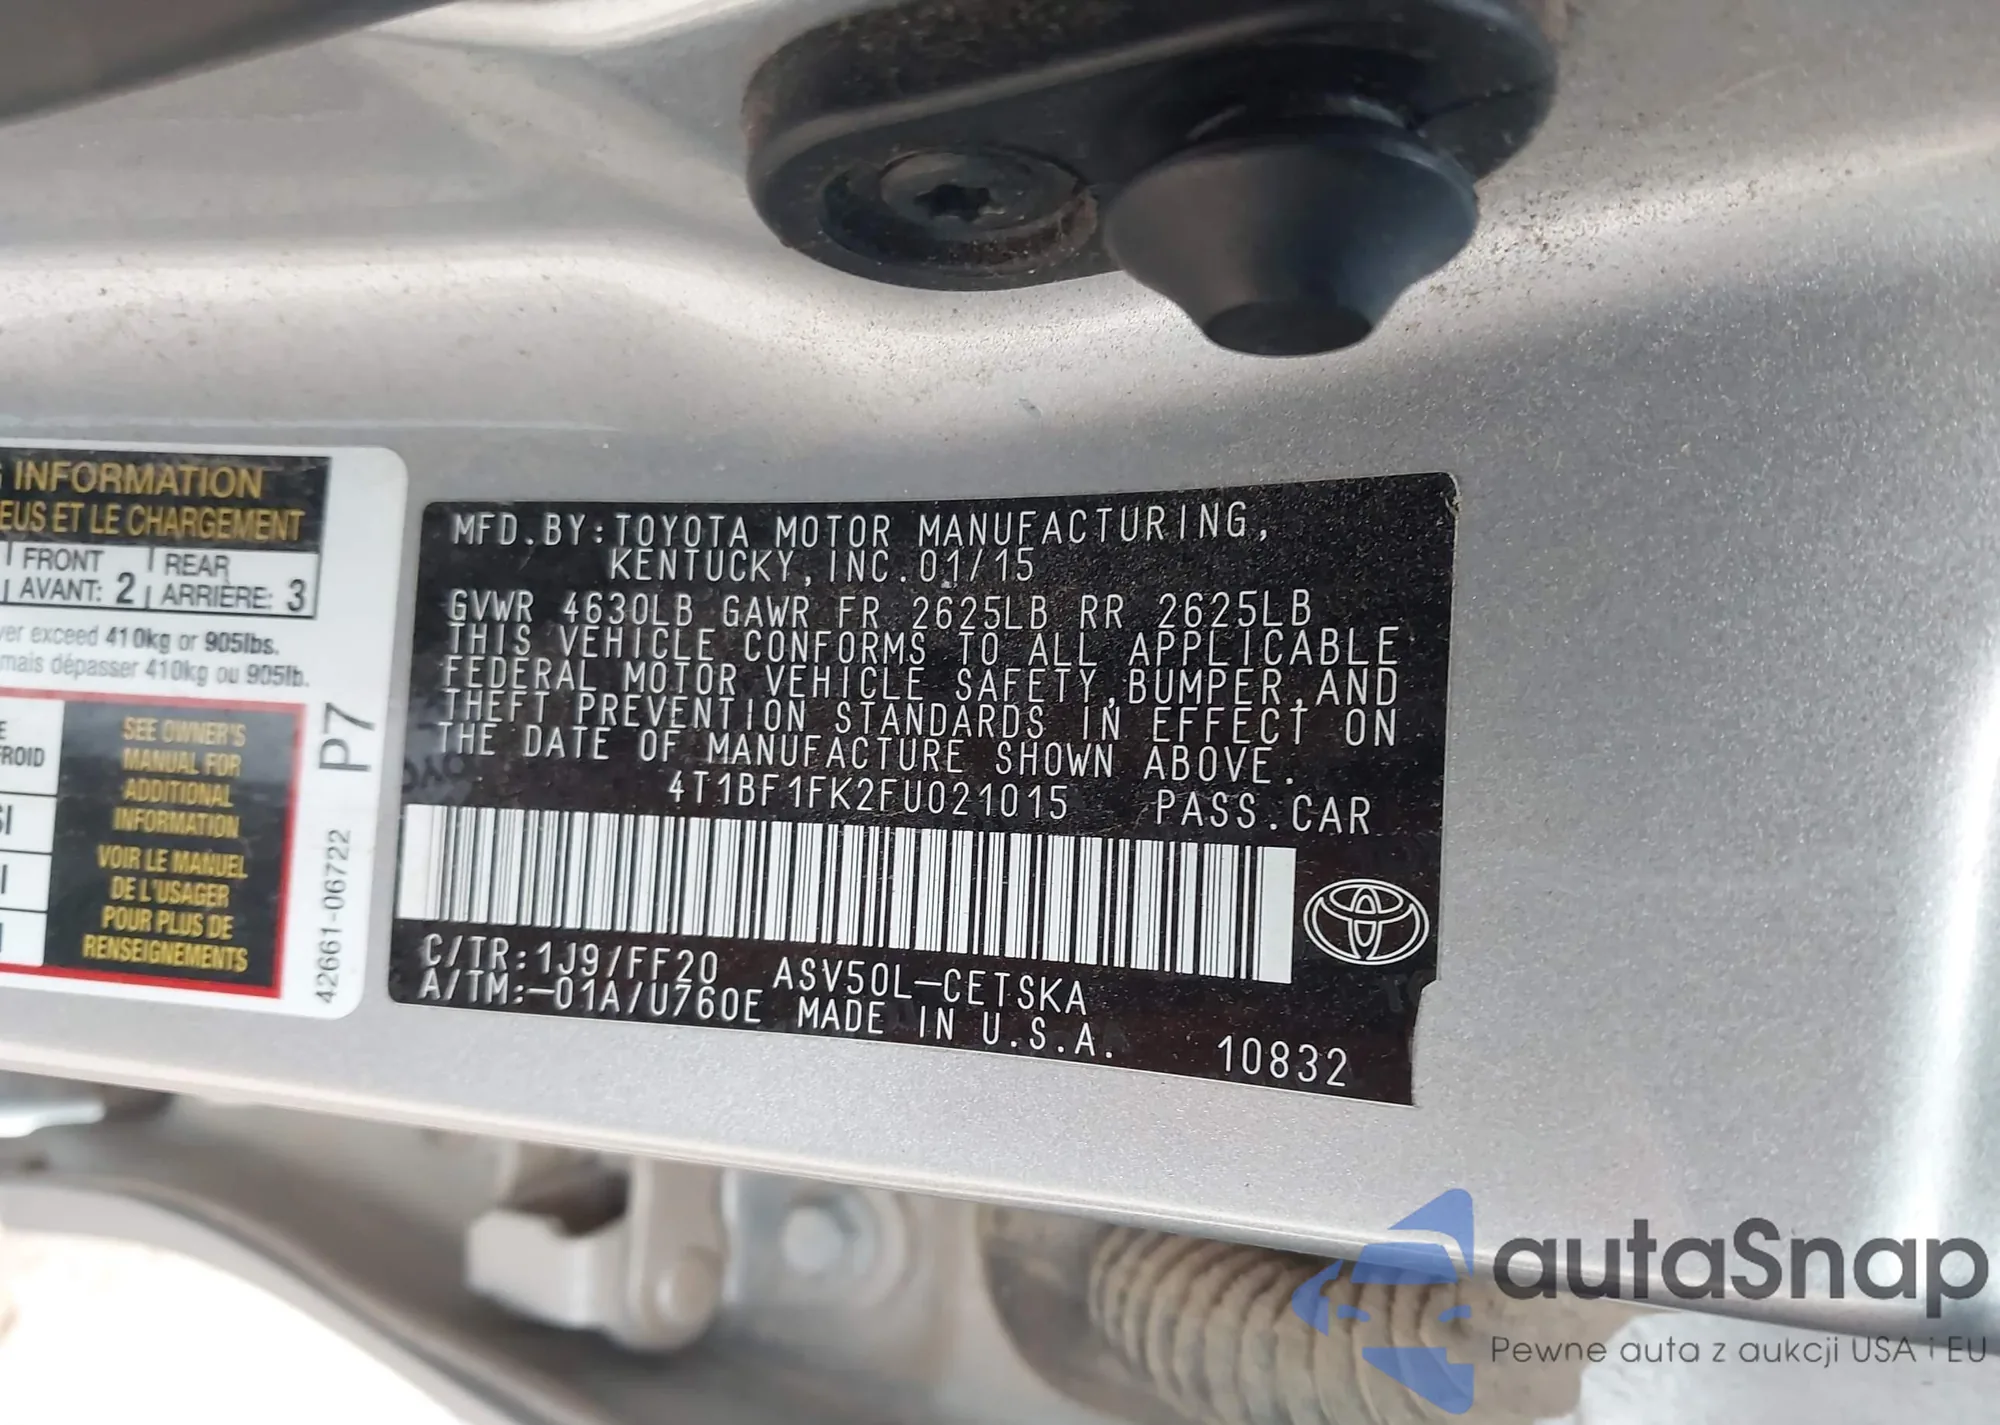 INFORMATION
EUS ET LE CHARGEMENT
FRONT
AVANT: 2
REAR
ARRIÈRE: 3
ver exceed 410kg or 905lbs.
mais dépasser 410kg ou 905lb.
FROID
SEE OWNER'S
MANUAL FOR
ADDITIONAL
INFORMATION
VOIR LE MANUEL
DE L'USAGER
POUR PLUS DE
RENSEIGNEMENTS
P7
42661-06722
MFD.BY:TOYOTA MOTOR MANUFACTURING,
KENTUCKY,INC.01/15
GVWR 4630LB GAWR FR 2625LB RR 2625LB
THIS VEHICLE CONFORMS TO ALL APPLICABLE
FEDERAL MOTOR VEHICLE SAFETY,BUMPER,AND
THEFT PREVENTION STANDARDS IN EFFECT ON
THE DATE OF MANUFACTURE SHOWN ABOVE.
4T1BF1FK2FU021015 PASS.CAR
C/TR:1J9/FF20 ASV50L-CETSKA
A/TM:-01A/U760E MADE IN U.S.A.
10832
autaSnap
Pewne auta z aukcji USA i EU